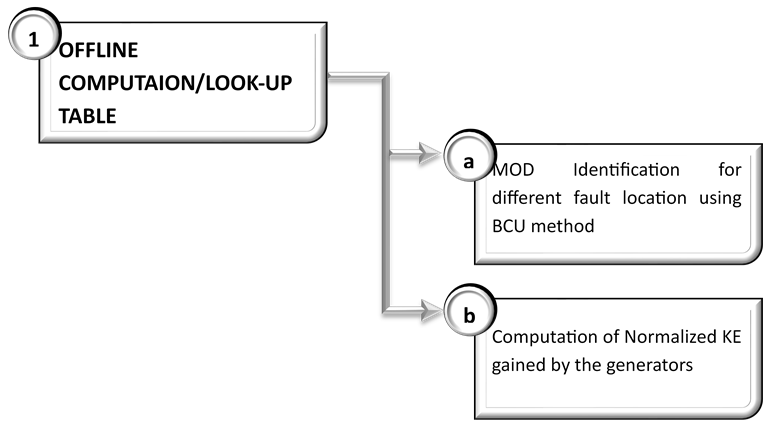 1
OFFLINE
COMPUTAION/LOOK-UP
TABLE
a
MOD Identification for
different fault location using
BCU method
b
Computation of Normalized KE
gained by the generators